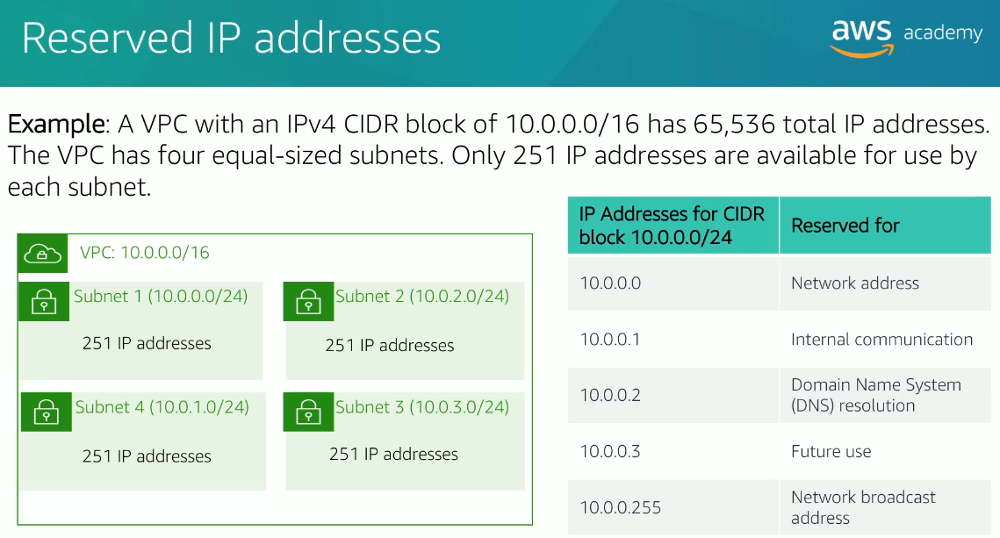 Reserved IP addresses
aws academy
Example: A VPC with an IPv4 CIDR block of 10.0.0.0/16 has 65,536 total IP addresses.
The VPC has four equal-sized subnets. Only 251 IP addresses are available for use by
each subnet.
VPC: 10.0.0.0/16
Subnet 1 (10.0.0.0/24)
251 IP addresses
Subnet 2 (10.0.2.0/24)
251 IP addresses
Subnet 4 (10.0.1.0/24)
251 IP addresses
Subnet 3 (10.0.3.0/24)
251 IP addresses
IP Addresses for CIDR
block 10.0.0.0/24
Reserved for
10.0.0.0
Network address
10.0.0.1
Internal communication
10.0.0.2
Domain Name System
(DNS) resolution
10.0.0.3
Future use
10.0.0.255
Network broadcast
address